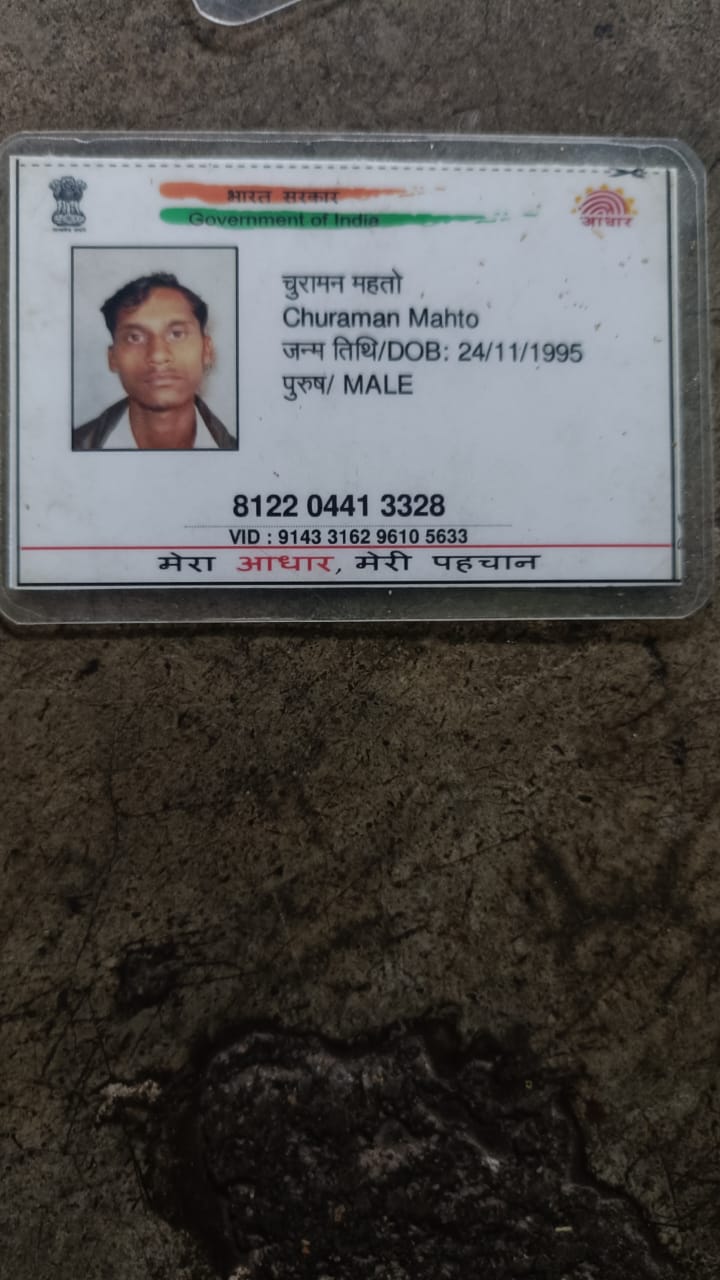 भारत सरकार
Government of India
आधार
चुरामन महतो
Churaman Mahto
जन्म तिथि/DOB: 24/11/1995
पुरुष/ MALE
8122 0441 3328
VID : 9143 3162 9610 5633
मेरा आधार, मेरी पहचान